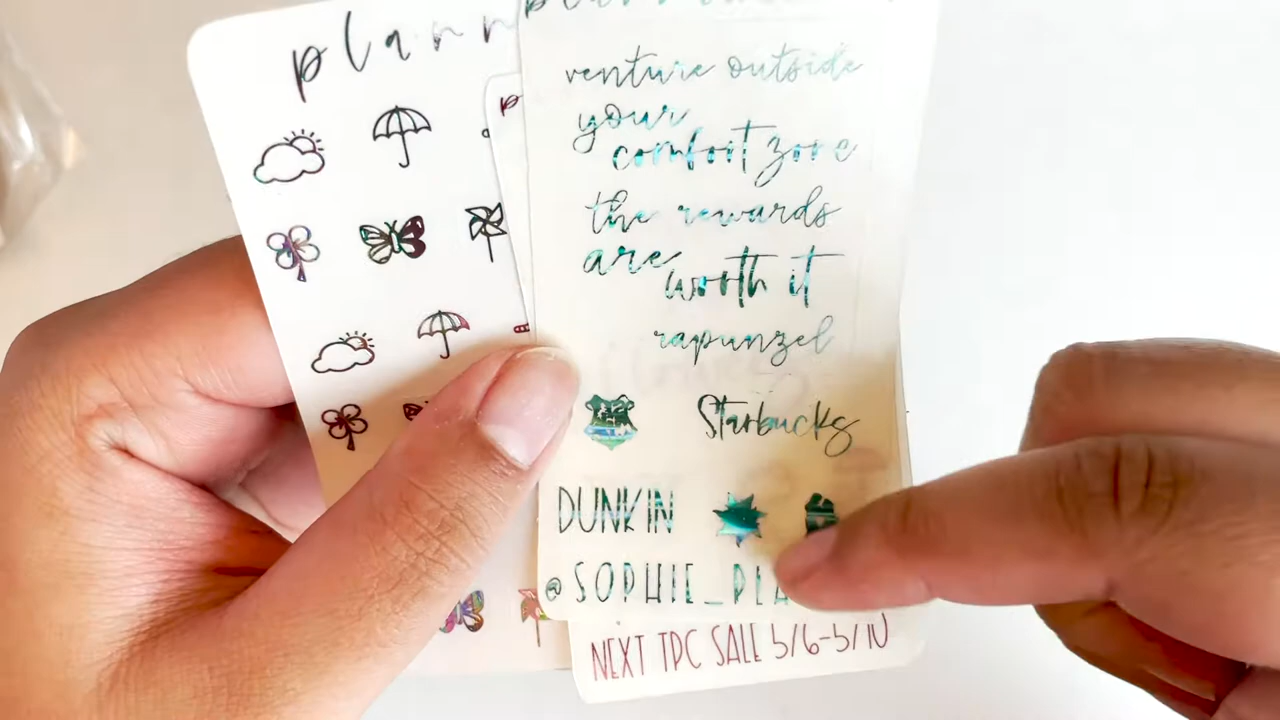 plann
venture outside
your
comfort zone
the rewards
are
worth it
rapunzel
Starbucks
DUNKIN
@SOPHIE_PLA
NEXT TPC SALE 5/6-5/10